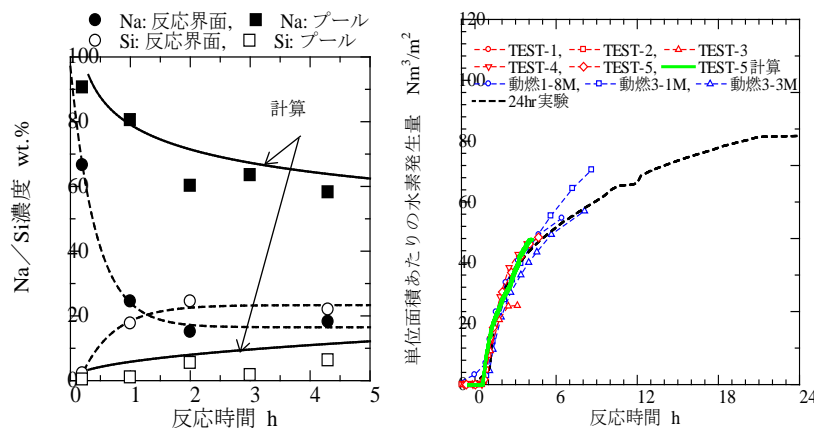 Na: 反応界面, Na: プール
Si: 反応界面, Si: プール
Na／Si濃度 wt.%
100
80
60
40
20
0
計算
0 1 2 3 4 5
反応時間 h
単位面積あたりの水素発生量 Nm³/m²
120
100
80
60
40
20
0
TEST-1, TEST-2, TEST-3
TEST-4, TEST-5, TEST-5計算
動燃1-8M, 動燃3-1M, 動燃3-3M
24hr実験
0 6 12 18 24
反応時間 h